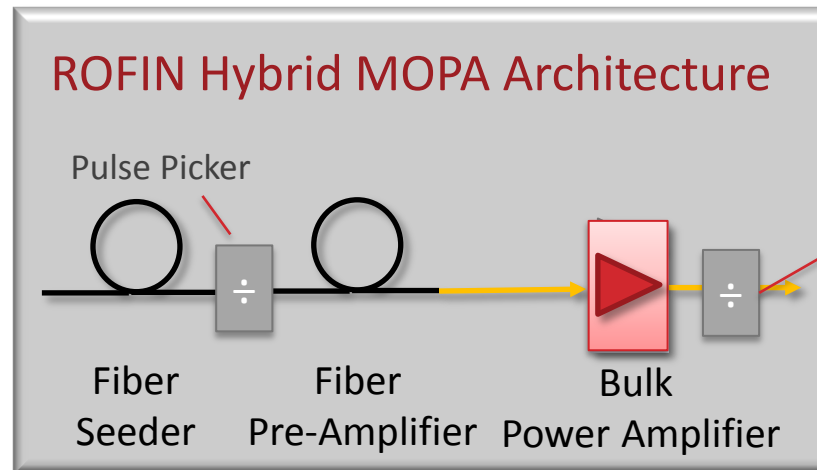 ROFIN Hybrid MOPA Architecture
Pulse Picker
÷
÷
Fiber
Seeder
Fiber
Pre-Amplifier
Bulk
Power Amplifier